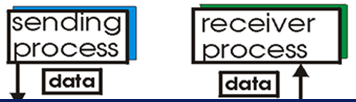 sending
process
data
receiver
process
data